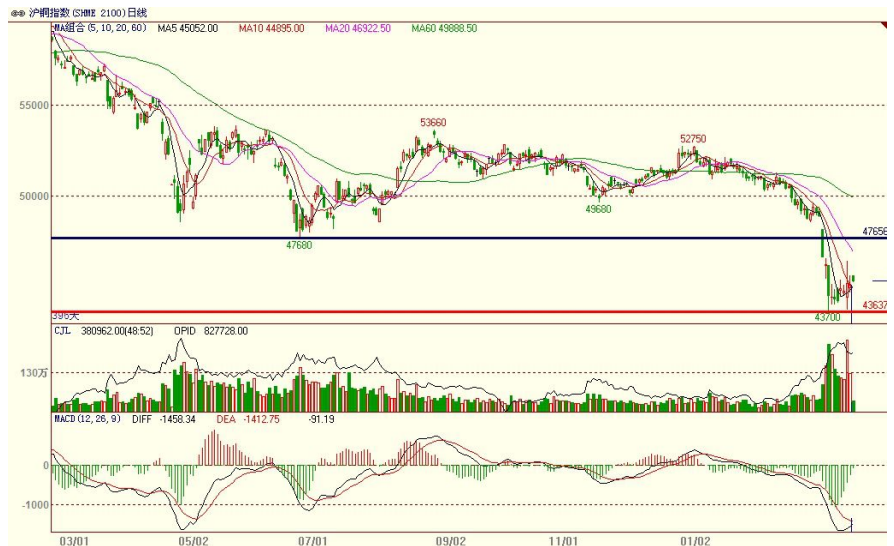 沪铜指数(SHME 2100)日线
MA组合(5,10,20,60) MA5 45052.00 MA10 44895.00 MA20 46922.50 MA60 49888.50
55000
53660
52750
50000
49680
47680
47656
43637
43700
396天
CJL 380962.00(48:52) OPID 827728.00
130万
MACD(12,26,9) DIFF -1458.34 DEA -1412.75 -91.19
0
-1000
03/01 05/02 07/01 09/02 11/01 01/02